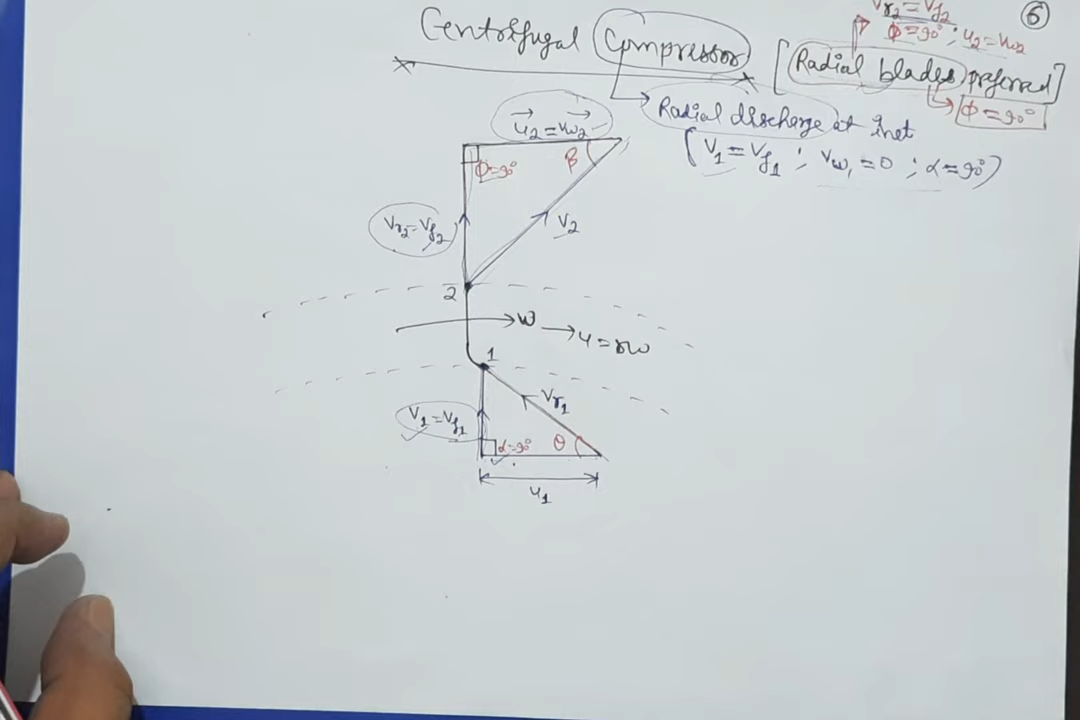 ⑥
Vr2 = Vf2
ϕ=90° ; u2 = Vw2
Centrifugal Compressor
[Radial blades preferred]
ϕ=90°
Radial discharge at inet
(V1 = Vf1 ; Vw1 = 0 ; α=90°)
u2 = Vw2
ϕ=90°
β
Vr2 = Vf2
V2
2
ω → u = rω
1
Vr1
V1 = Vf1
α=90°
θ
u1